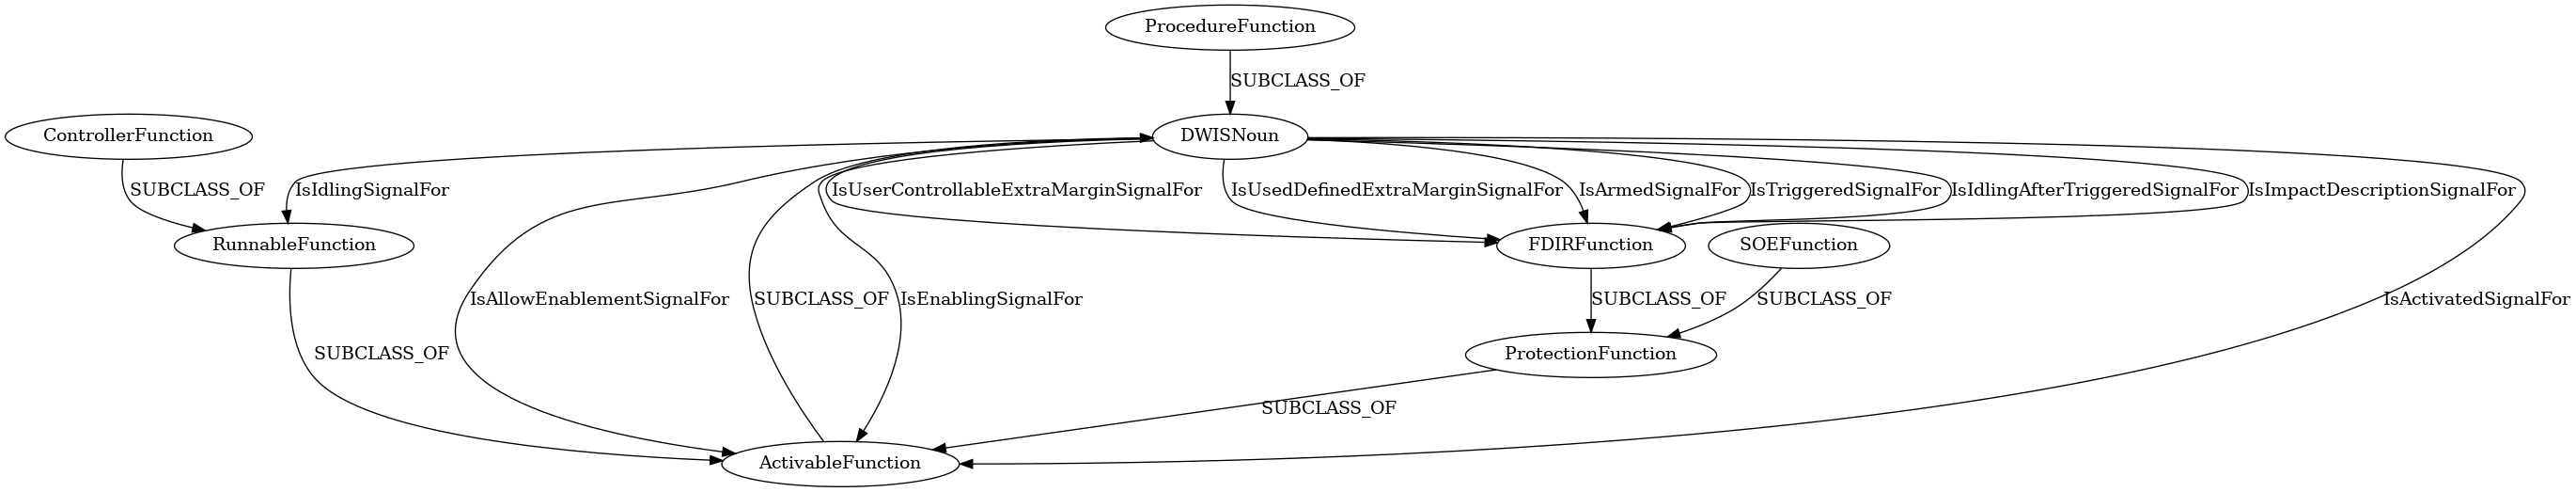 ProcedureFunction
SUBCLASS_OF
ControllerFunction
DWISNoun
SUBCLASS_OF
IsIdlingSignalFor
IsUserControllableExtraMarginSignalFor
IsUsedDefinedExtraMarginSignalFor
IsArmedSignalFor
IsTriggeredSignalFor
IsIdlingAfterTriggeredSignalFor
IsImpactDescriptionSignalFor
RunnableFunction
FDIRFunction
SOEFunction
IsAllowEnablementSignalFor
SUBCLASS_OF
IsEnablingSignalFor
SUBCLASS_OF
SUBCLASS_OF
IsActivatedSignalFor
SUBCLASS_OF
ProtectionFunction
SUBCLASS_OF
ActivableFunction